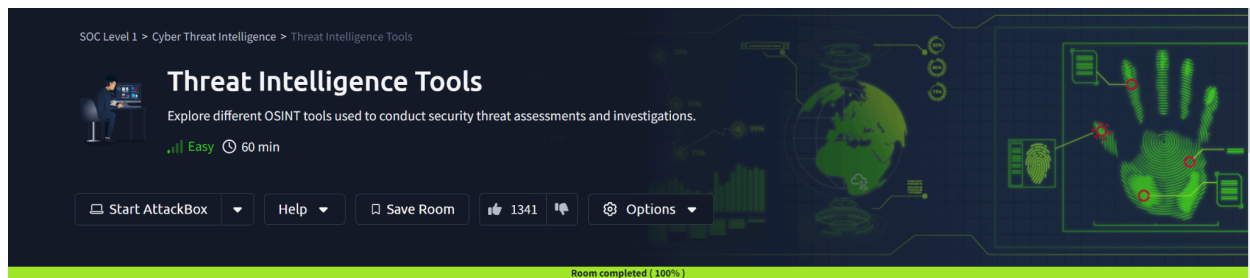 SOC Level 1 > Cyber Threat Intelligence > Threat Intelligence Tools
Threat Intelligence Tools
Explore different OSINT tools used to conduct security threat assessments and investigations.
Easy 60 min
Start AttackBox Help Save Room 1341 Options
Room completed ( 100% )